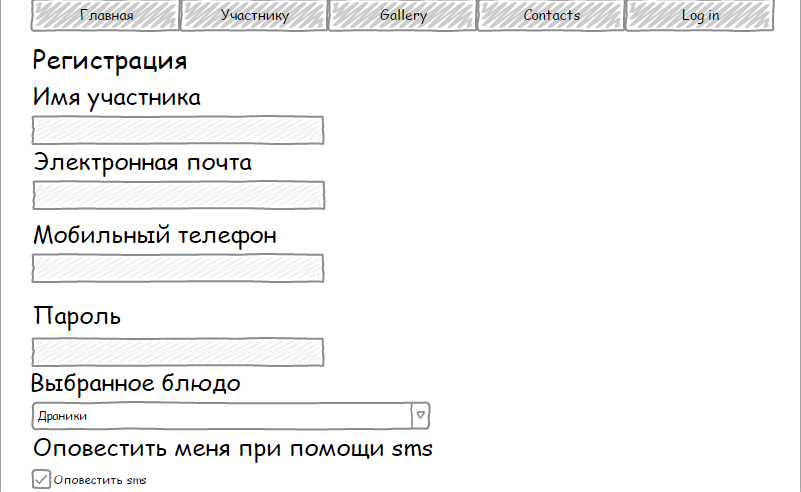 Главная Участнику Gallery Contacts Log in
Регистрация
Имя участника
Электронная почта
Мобильный телефон
Пароль
Выбранное блюдо
Драники
Оповестить меня при помощи sms
Оповестить sms